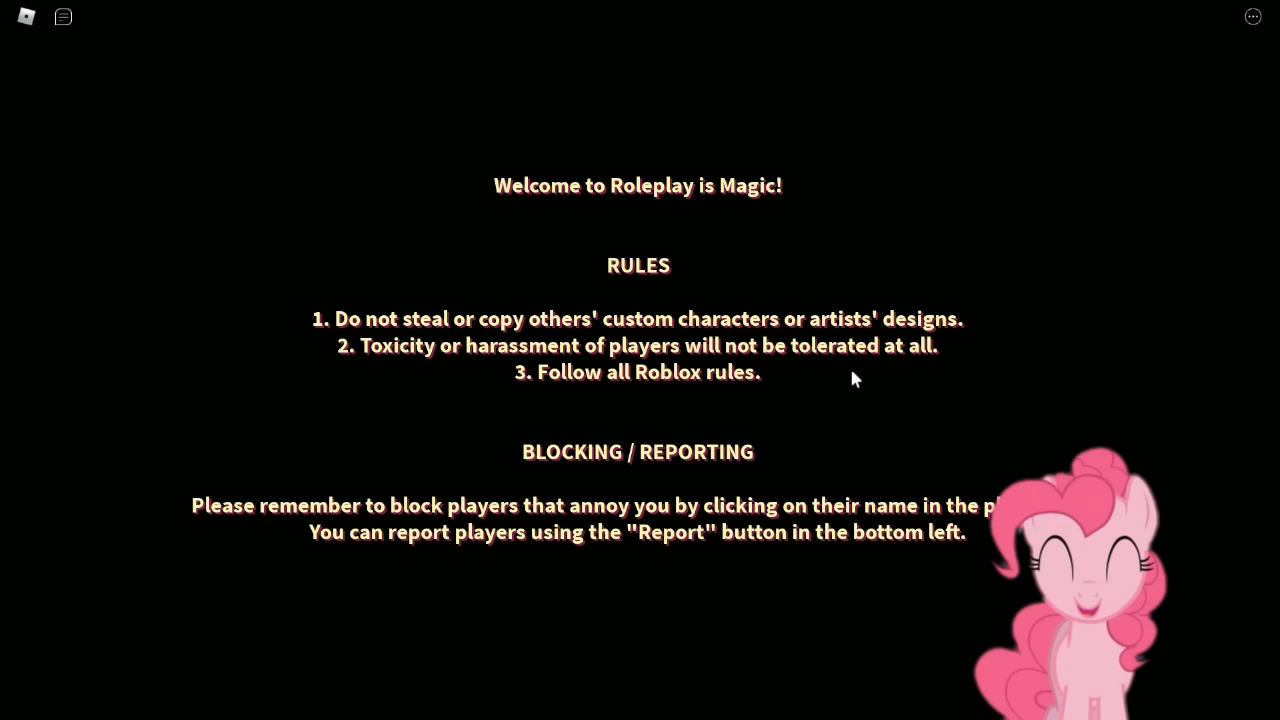 Welcome to Roleplay is Magic!
RULES
1. Do not steal or copy others' custom characters or artists' designs.
2. Toxicity or harassment of players will not be tolerated at all.
3. Follow all Roblox rules.
BLOCKING / REPORTING
Please remember to block players that annoy you by clicking on their name in the
You can report players using the "Report" button in the bottom left.